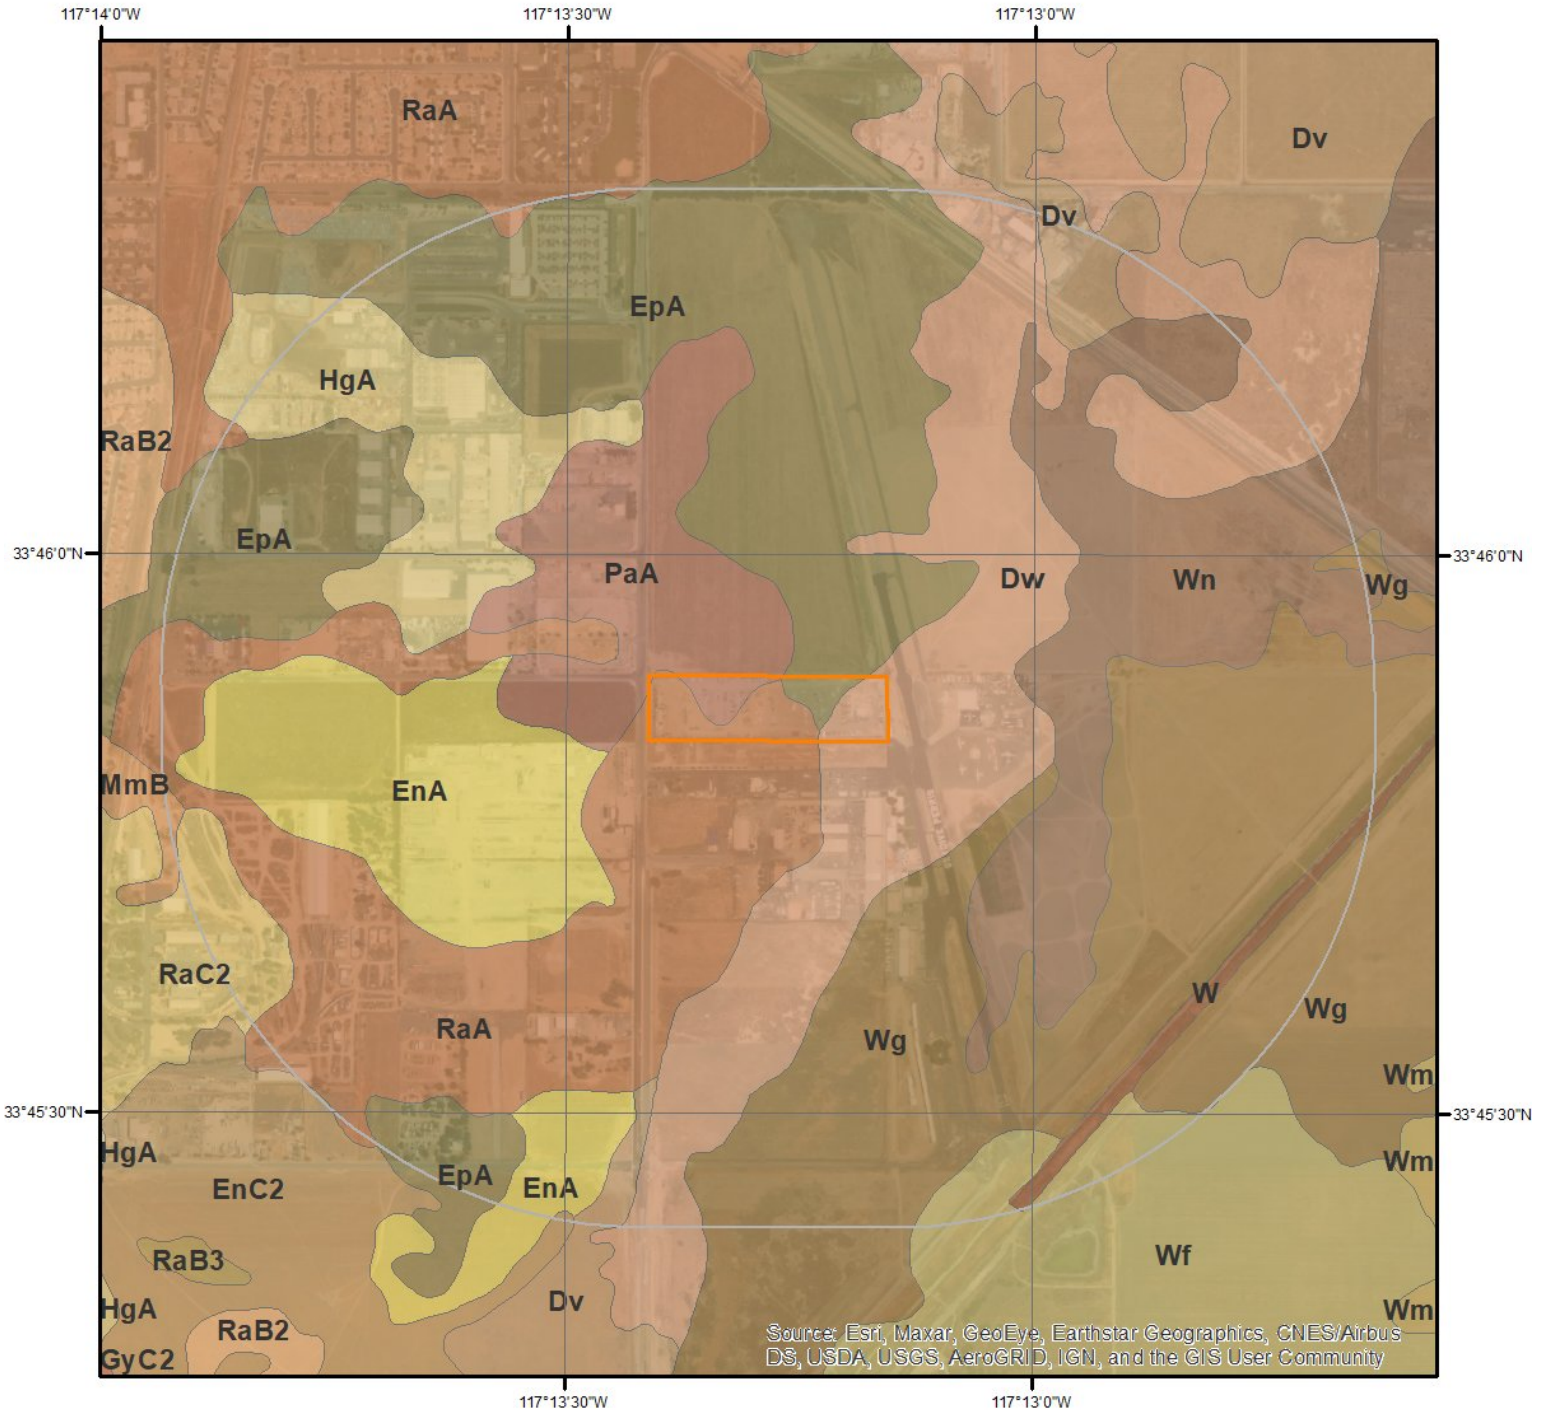 117°14'0"W
117°13'30"W
117°13'0"W
RaA
Dv
Dv
EpA
HgA
RaB2
EpA
33°46'0"N
PaA
Dw
Wn
Wg
33°46'0"N
MmB
EnA
RaC2
W
Wg
RaA
Wg
Wm
33°45'30"N
33°45'30"N
HgA
EnC2
EpA
EnA
Wm
RaB3
Wf
HgA
Dv
Wm
RaB2
GyC2
Source: Esri, Maxar, GeoEye, Earthstar Geographics, CNES/Airbus
DS, USDA, USGS, AeroGRID, IGN, and the GIS User Community
117°13'30"W
117°13'0"W